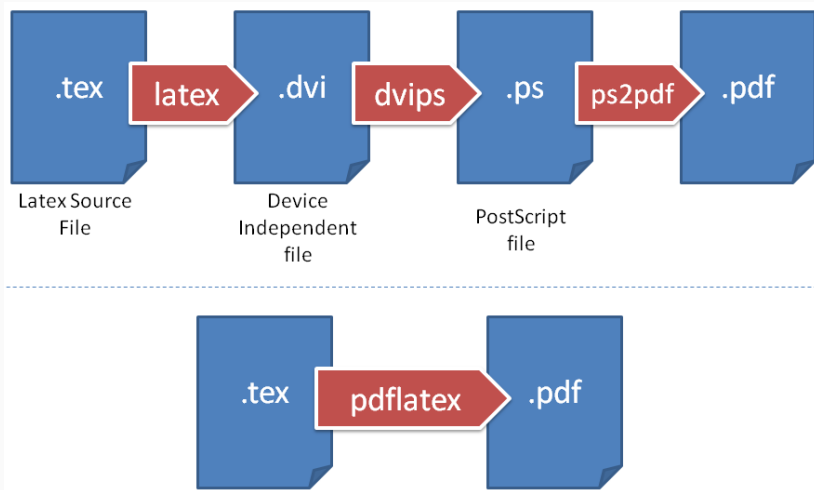 .tex
latex
.dvi
dvips
.ps
ps2pdf
.pdf
Latex Source
File
Device
Independent
file
PostScript
file
.tex
pdflatex
.pdf